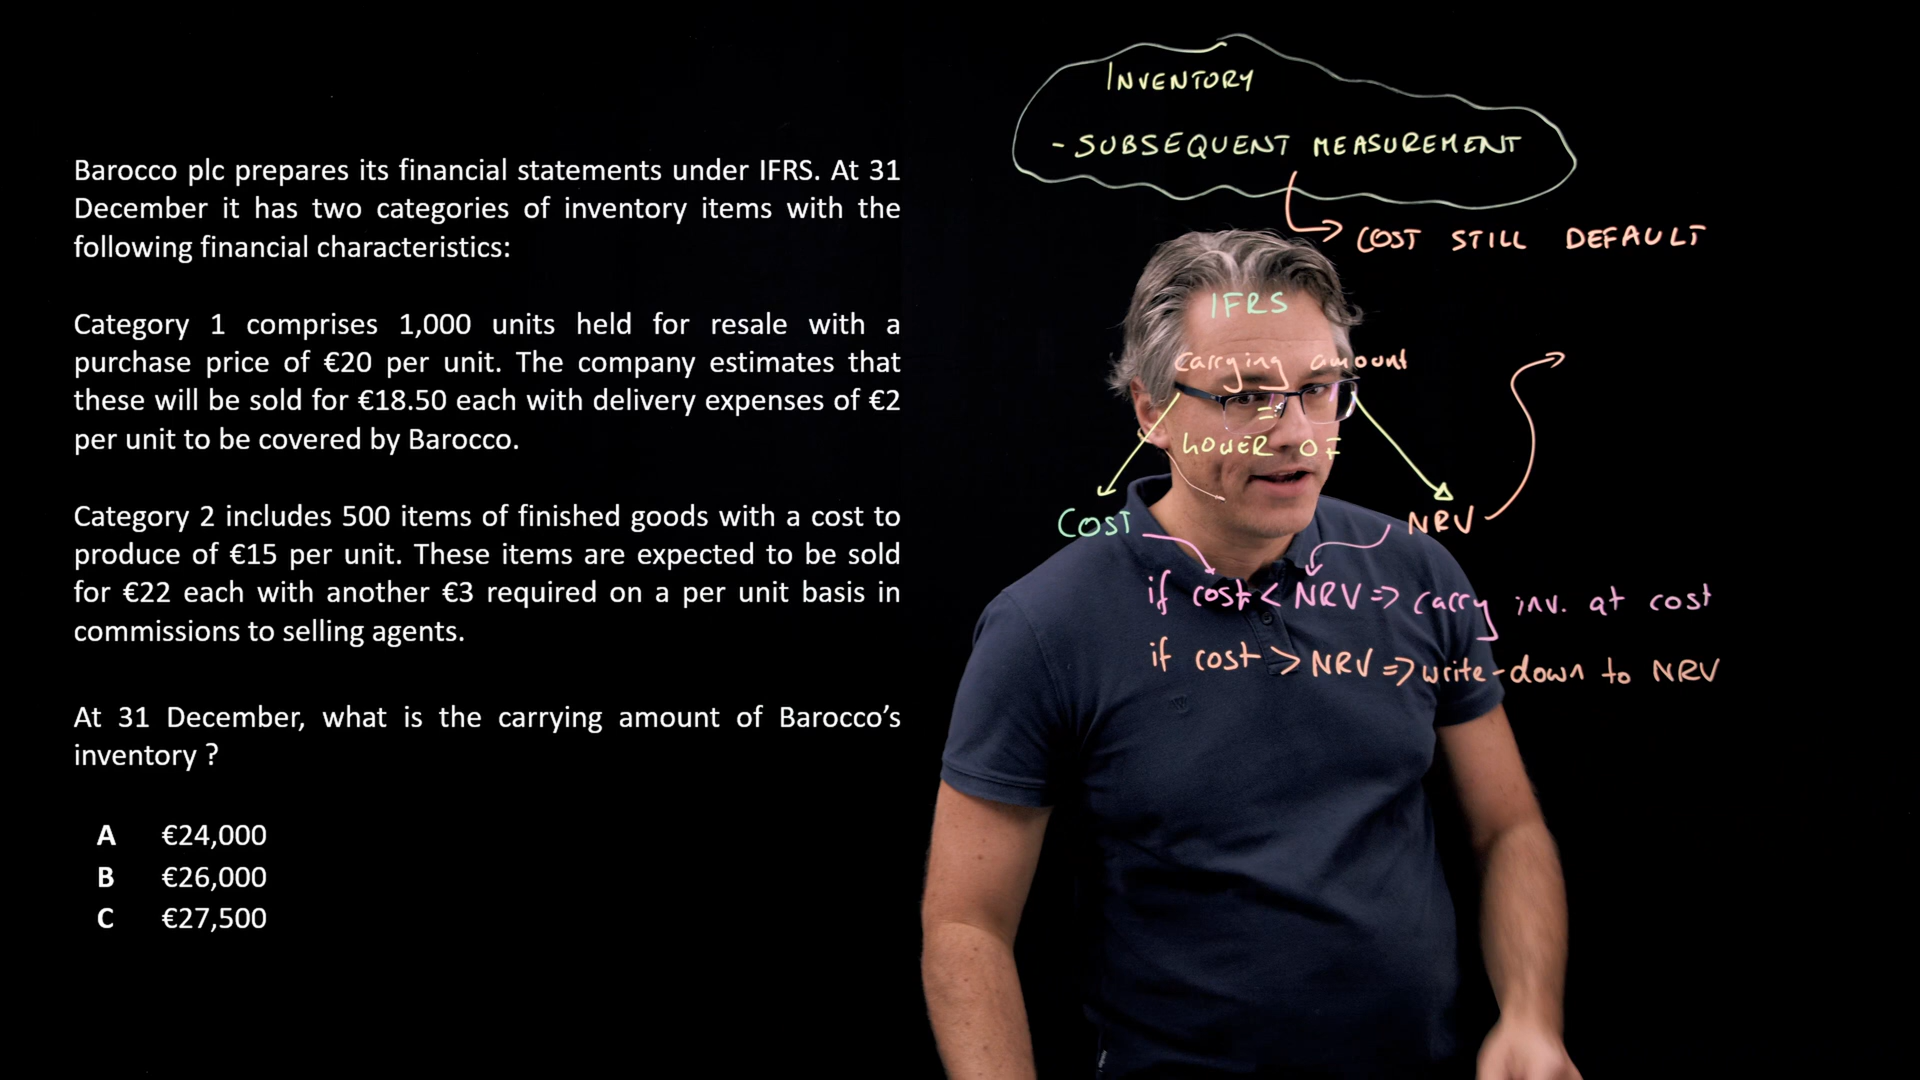 Barocco plc prepares its financial statements under IFRS. At 31
December it has two categories of inventory items with the
following financial characteristics:
Category 1 comprises 1,000 units held for resale with a
purchase price of €20 per unit. The company estimates that
these will be sold for €18.50 each with delivery expenses of €2
per unit to be covered by Barocco.
Category 2 includes 500 items of finished goods with a cost to
produce of €15 per unit. These items are expected to be sold
for €22 each with another €3 required on a per unit basis in
commissions to selling agents.
At 31 December, what is the carrying amount of Barocco’s
inventory ?
A €24,000
B €26,000
C €27,500
INVENTORY
- SUBSEQUENT MEASUREMENT
COST STILL DEFAULT
IFRS
carrying amount
=
LOWER OF
COST NRV
if cost < NRV => carry inv. at cost
if cost > NRV => write-down to NRV